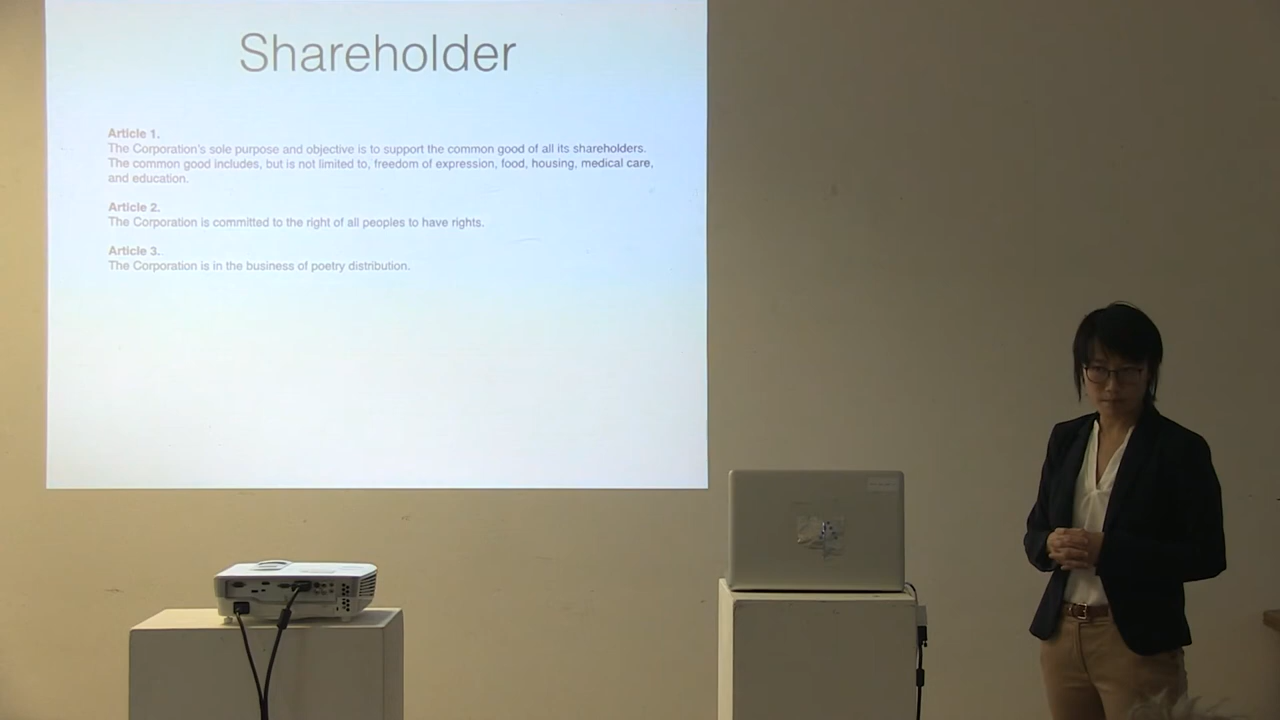 Shareholder
Article 1.
The Corporation's sole purpose and objective is to support the common good of all its shareholders.
The common good includes, but is not limited to, freedom of expression, food, housing, medical care,
and education.
Article 2.
The Corporation is committed to the right of all peoples to have rights.
Article 3.
The Corporation is in the business of poetry distribution.